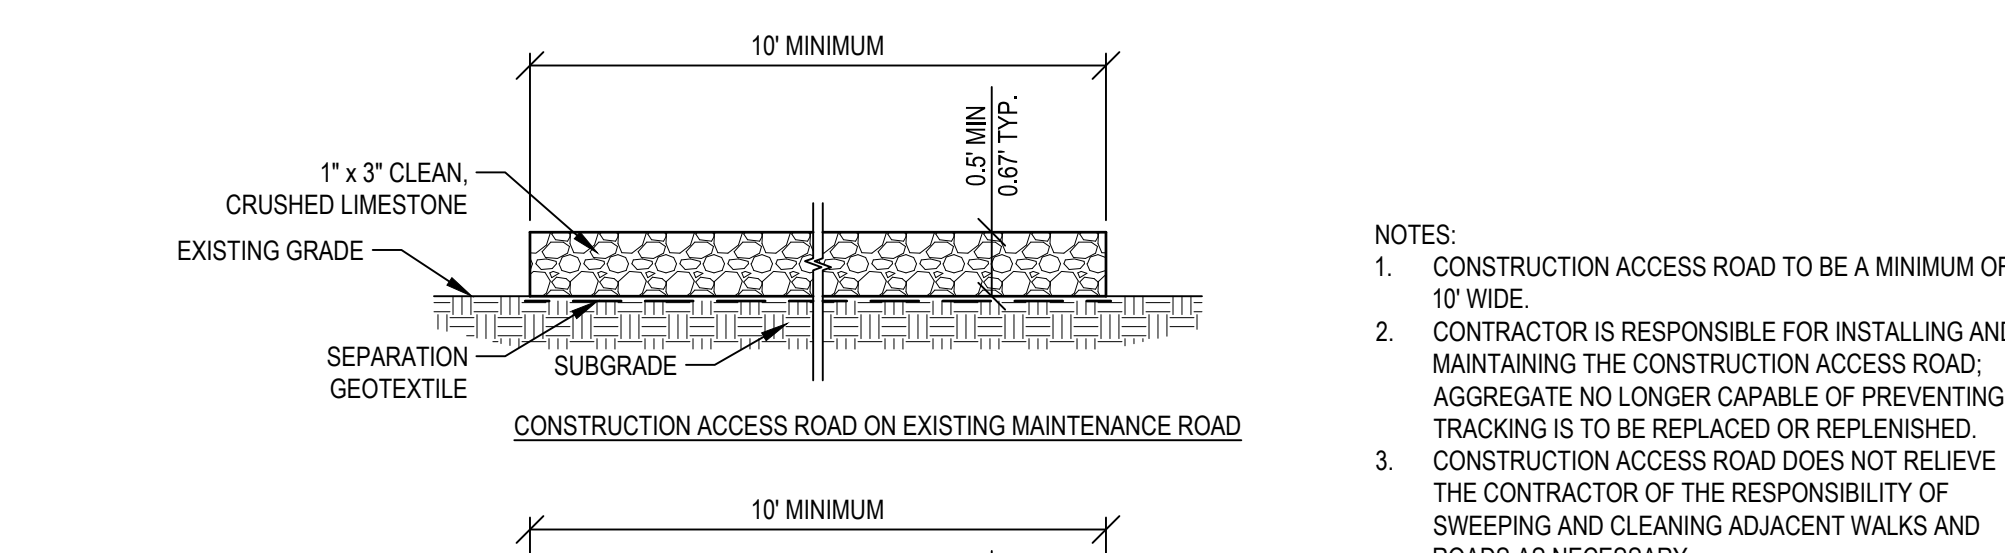 10' MINIMUM
0.5' MIN
0.67' TYP.
1" x 3" CLEAN,
CRUSHED LIMESTONE
EXISTING GRADE
SEPARATION
GEOTEXTILE
SUBGRADE
CONSTRUCTION ACCESS ROAD ON EXISTING MAINTENANCE ROAD
10' MINIMUM
NOTES:
1. CONSTRUCTION ACCESS ROAD TO BE A MINIMUM OF
10' WIDE.
2. CONTRACTOR IS RESPONSIBLE FOR INSTALLING AND
MAINTAINING THE CONSTRUCTION ACCESS ROAD;
AGGREGATE NO LONGER CAPABLE OF PREVENTING
TRACKING IS TO BE REPLACED OR REPLENISHED.
3. CONSTRUCTION ACCESS ROAD DOES NOT RELIEVE
THE CONTRACTOR OF THE RESPONSIBILITY OF
SWEEPING AND CLEANING ADJACENT WALKS AND
ROADS AS NECESSARY